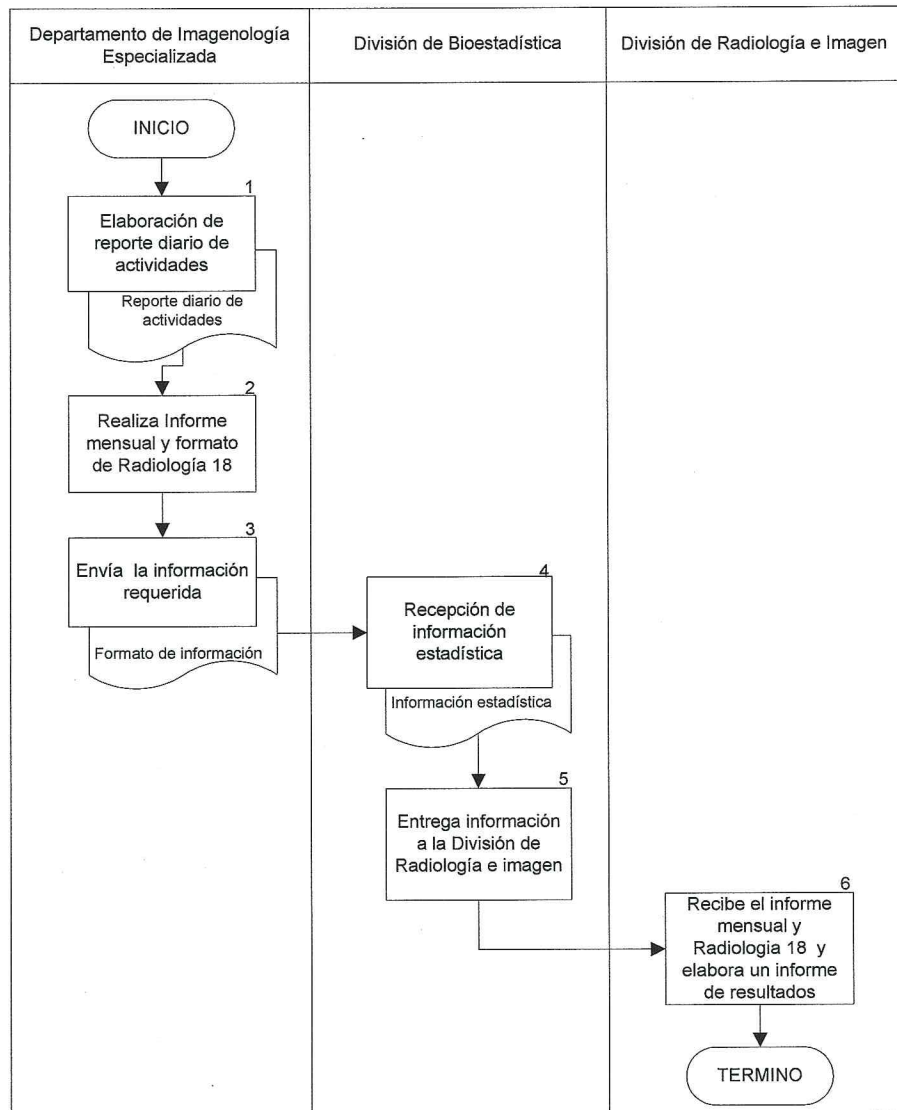 Departamento de Imagenología
Especializada
División de Bioestadística
División de Radiología e Imagen
INICIO
1
Elaboración de
reporte diario de
actividades
Reporte diario de
actividades
2
Realiza Informe
mensual y formato
de Radiología 18
3
Envía la información
requerida
Formato de información
4
Recepción de
información
estadística
Información estadística
5
Entrega información
a la División de
Radiología e imagen
6
Recibe el informe
mensual y
Radiologia 18 y
elabora un informe
de resultados
TERMINO